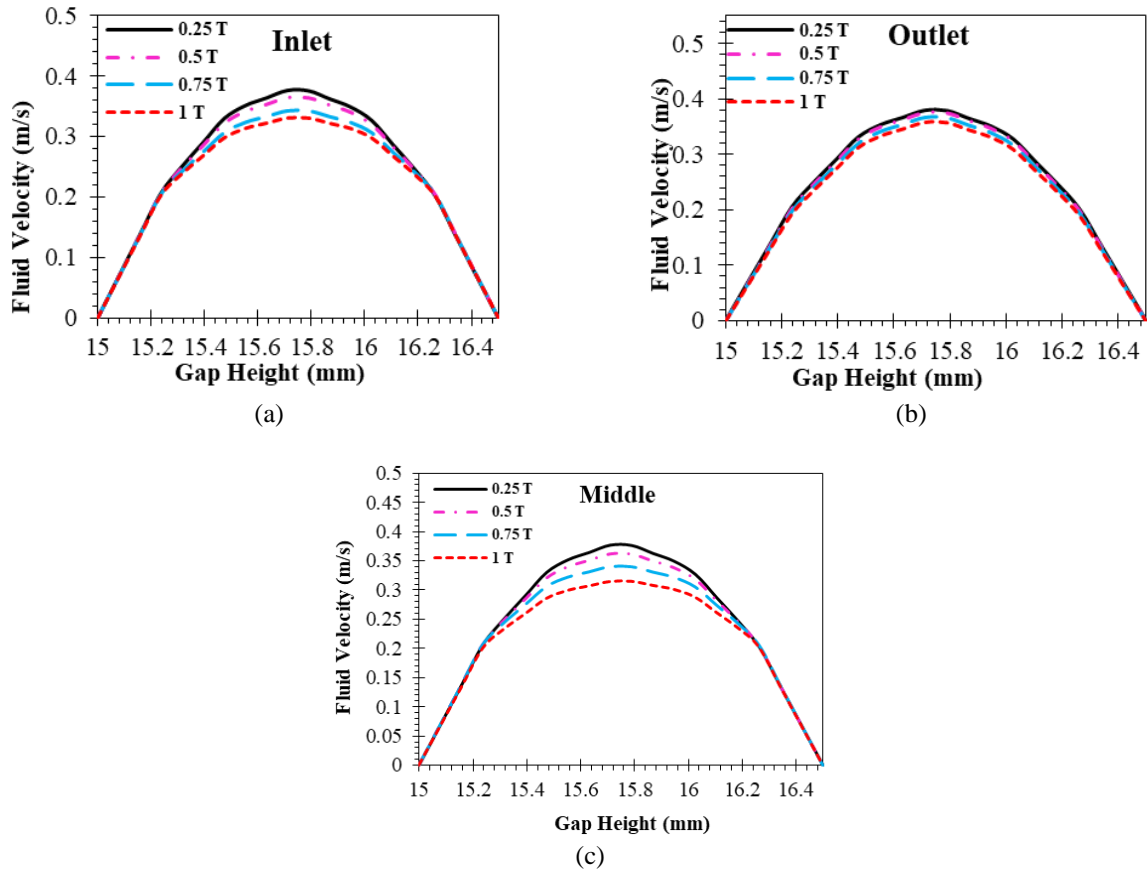 Inlet
0.25 T
0.5 T
0.75 T
1 T
0.5
0.4
0.3
0.2
0.1
0
Fluid Velocity (m/s)
15 15.2 15.4 15.6 15.8 16 16.2 16.4
Gap Height (mm)
(a)
Outlet
0.25 T
0.5 T
0.75 T
1 T
0.5
0.4
0.3
0.2
0.1
0
Fluid Velocity (m/s)
15 15.2 15.4 15.6 15.8 16 16.2 16.4
Gap Height (mm)
(b)
Middle
0.25 T
0.5 T
0.75 T
1 T
0.5
0.45
0.4
0.35
0.3
0.25
0.2
0.15
0.1
0.05
0
Fluid Velocity (m/s)
15 15.2 15.4 15.6 15.8 16 16.2 16.4
Gap Height (mm)
(c)